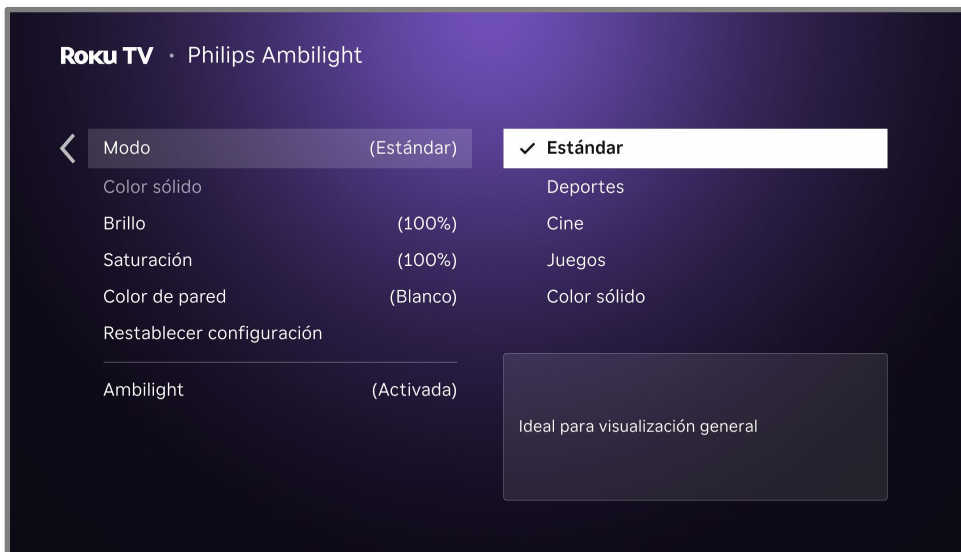 Roku TV · Philips Ambilight
Modo (Estándar)
Color sólido
Brillo (100%)
Saturación (100%)
Color de pared (Blanco)
Restablecer configuración
Ambilight (Activada)
✓ Estándar
Deportes
Cine
Juegos
Color sólido
Ideal para visualización general